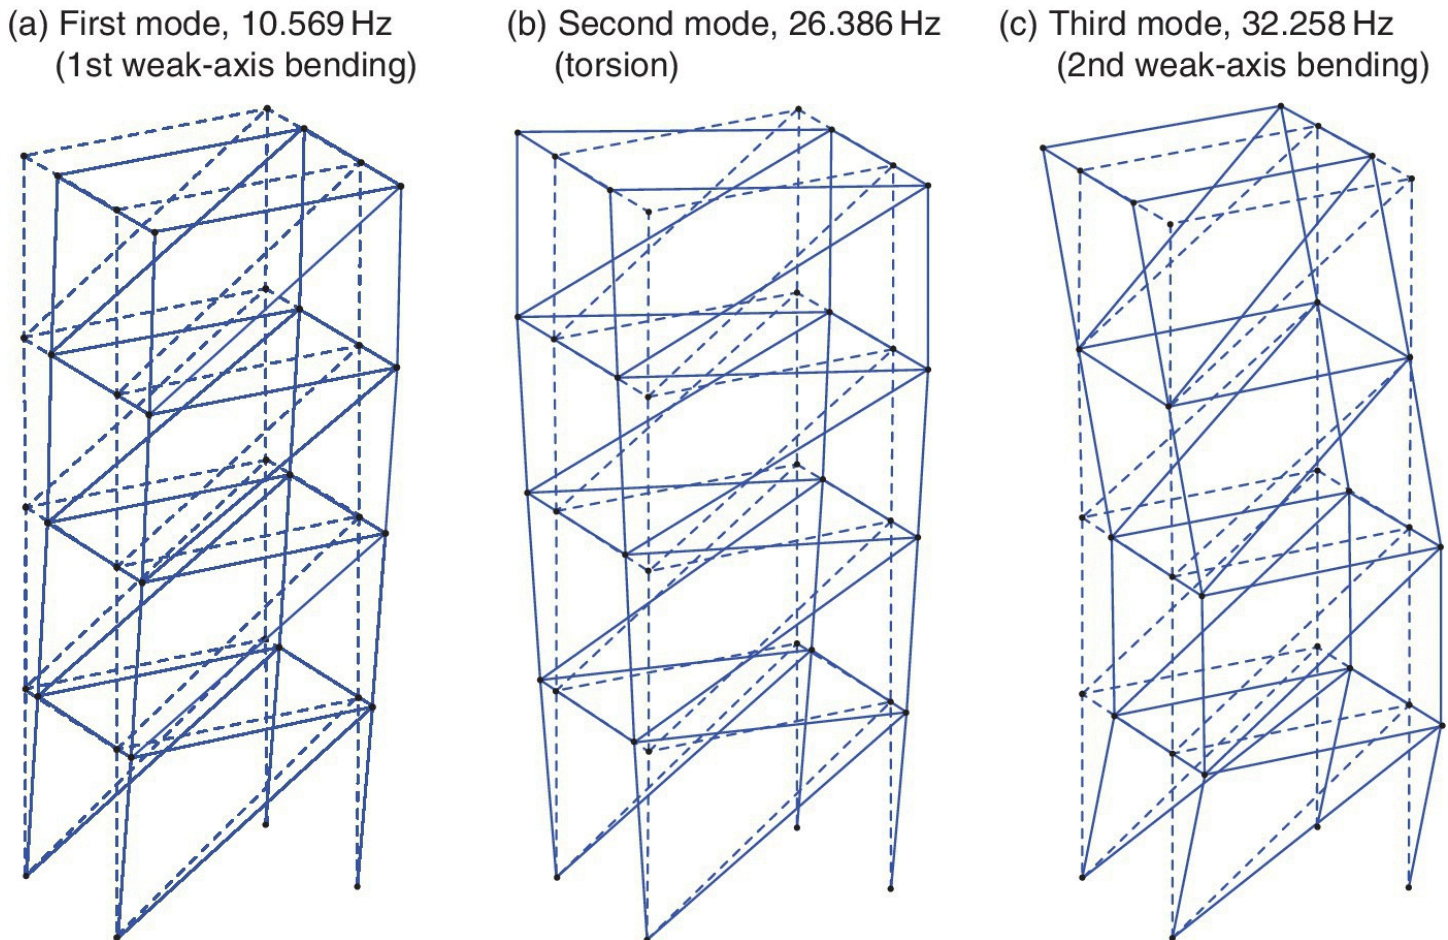 (a) First mode, 10.569 Hz
(1st weak-axis bending)
(b) Second mode, 26.386 Hz
(torsion)
(c) Third mode, 32.258 Hz
(2nd weak-axis bending)